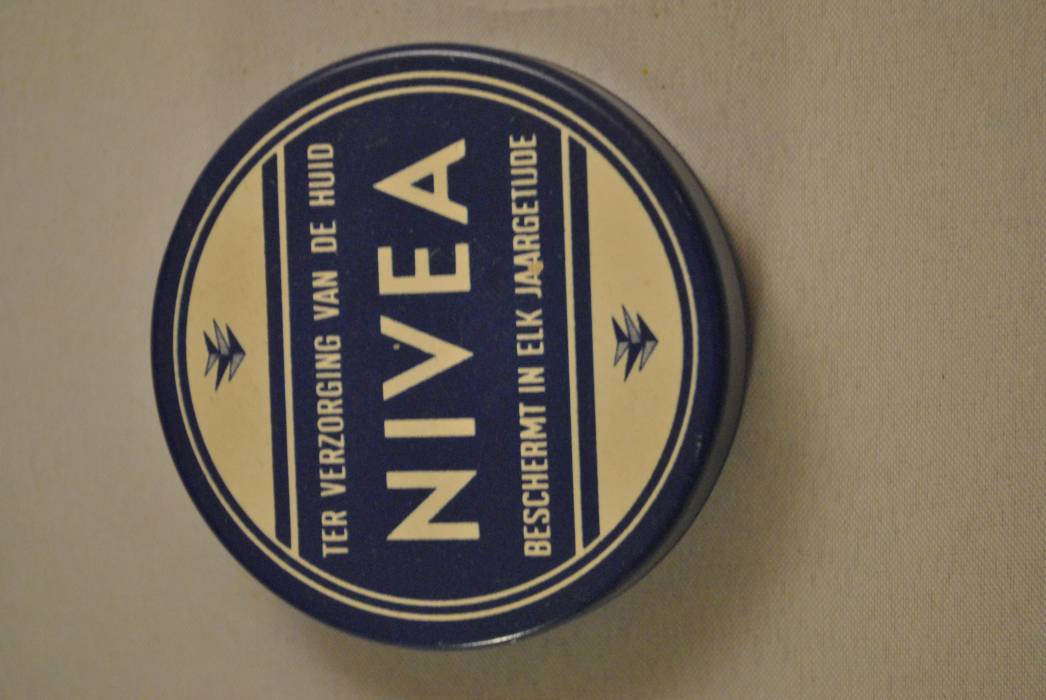 TER VERZORGING VAN DE HUID
NIVEA
BESCHERMT IN ELK JAARGETIJDE